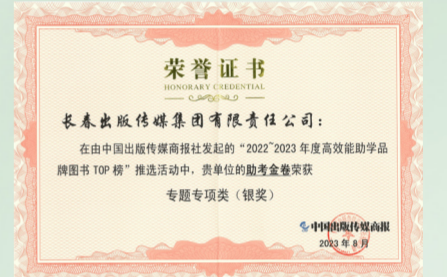 荣誉证书
HONORARY CREDENTIAL
长春出版传媒集团有限责任公司：
在由中国出版传媒商报社发起的“2022~2023年度高效能助学品
牌图书TOP榜”推选活动中，贵单位的助考金卷荣获
专题专项类（银奖）
中国出版传媒商报
2023年8月